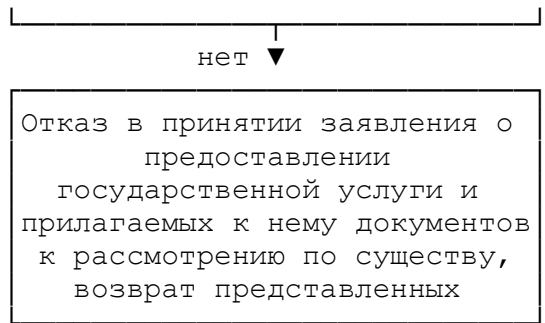 нет ▼
Отказ в принятии заявления о
предоставлении
государственной услуги и
прилагаемых к нему документов
к рассмотрению по существу,
возврат представленных